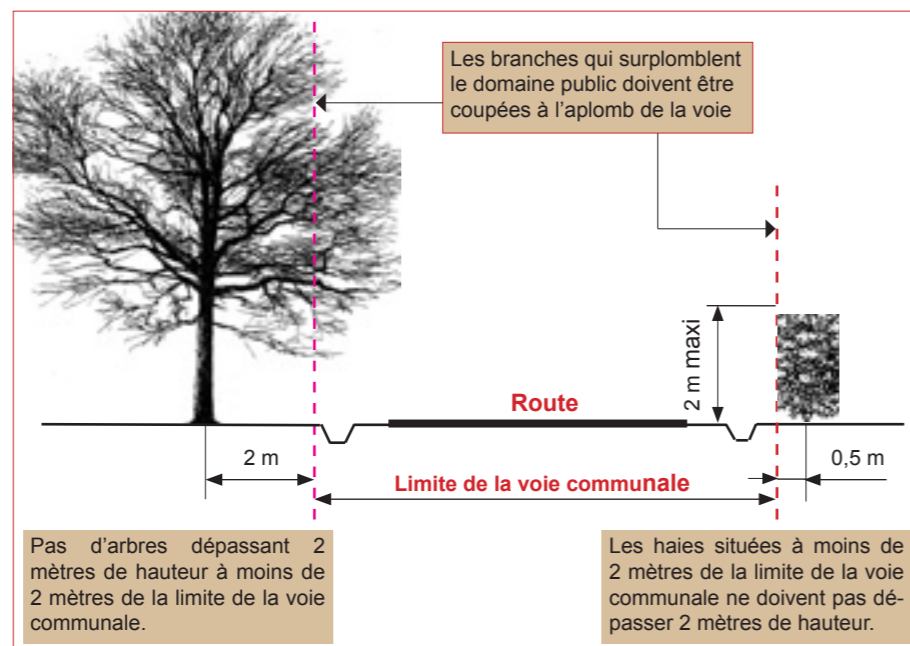 Les branches qui surplombent
le domaine public doivent être
coupées à l'aplomb de la voie
2 m maxi
Route
2 m
0,5 m
Limite de la voie communale
Pas d'arbres dépassant 2
mètres de hauteur à moins de
2 mètres de la limite de la voie
communale.
Les haies situées à moins de
2 mètres de la limite de la voie
communale ne doivent pas dé-
passer 2 mètres de hauteur.